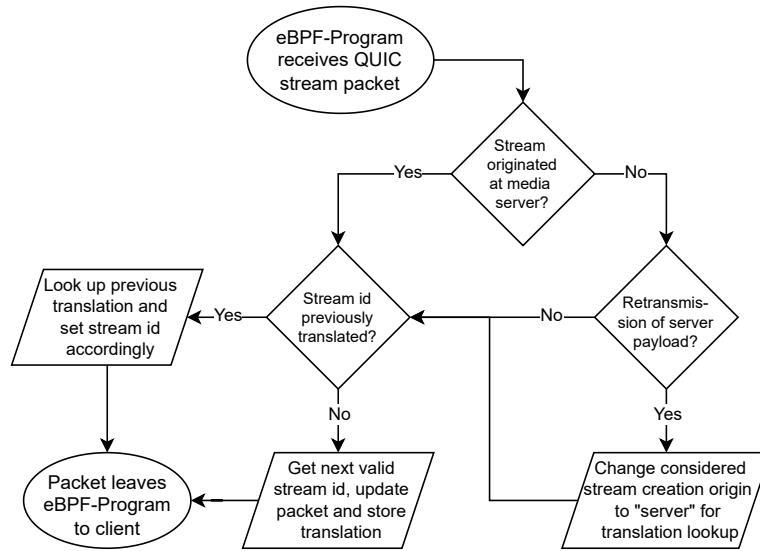 eBPF-Program
receives QUIC
stream packet
Stream
originated
at media
server?
Yes
No
Look up previous
translation and
set stream id
accordingly
Yes
Stream id
previously
translated?
No
Retransmis-
sion of server
payload?
No
Yes
Packet leaves
eBPF-Program
to client
Get next valid
stream id, update
packet and store
translation
Change considered
stream creation origin
to "server" for
translation lookup